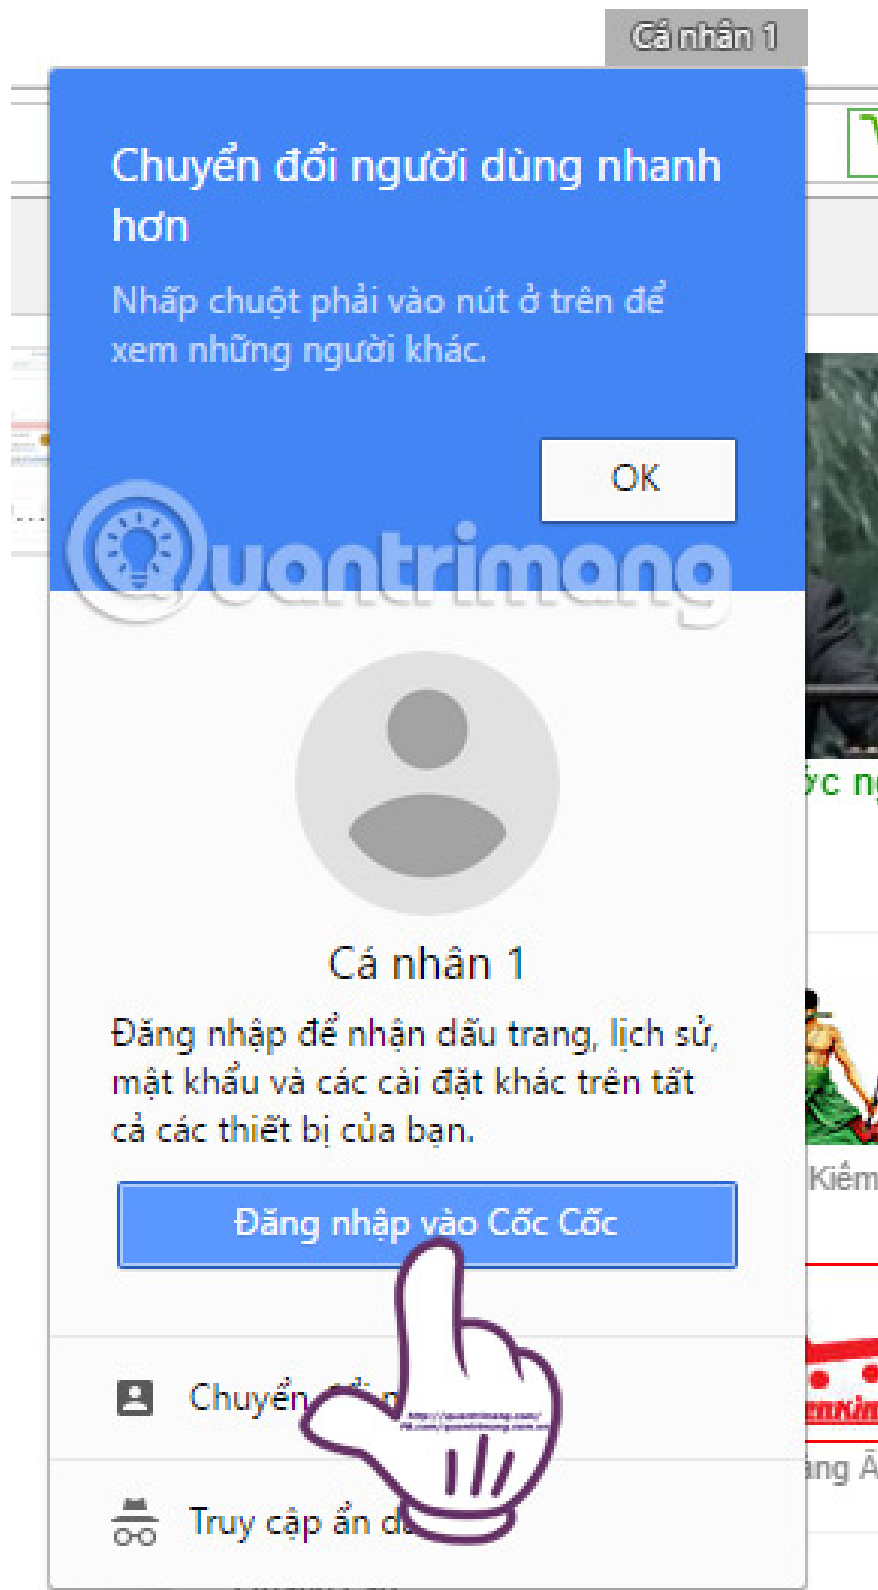 Cá nhân 1
Chuyển đổi người dùng nhanh
hơn
Nhấp chuột phải vào nút ở trên để
xem những người khác.
OK
Quantrimang
Cá nhân 1
Đăng nhập để nhận dấu trang, lịch sử,
mật khẩu và các cài đặt khác trên tất
cả các thiết bị của bạn.
Đăng nhập vào Cốc Cốc
Chuyển
http://quantrimang.com/
Truy cập ẩn
Kiếm